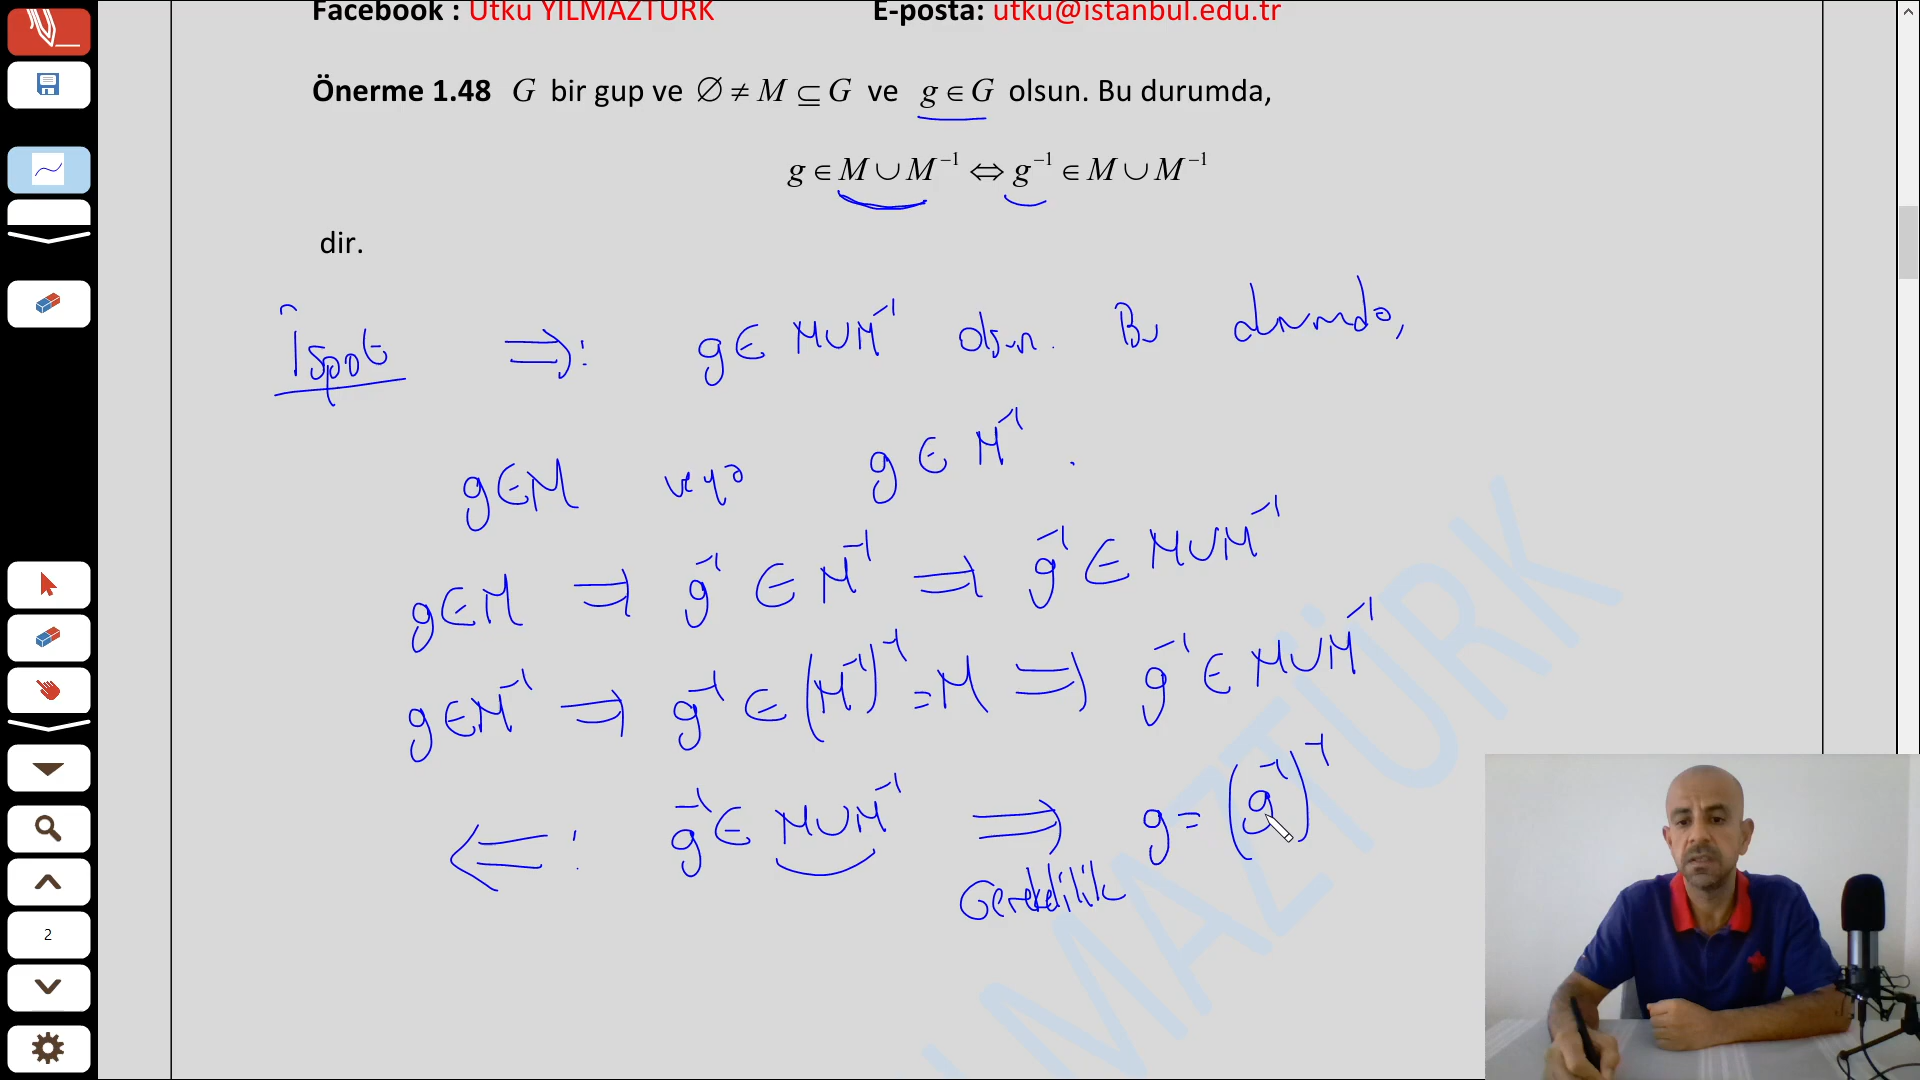 Facebook : Utku YILMAZTÜRK E-posta: utku@istanbul.edu.tr
Önerme 1.48 G bir gup ve ∅ ≠ M ⊆ G ve g ∈ G olsun. Bu durumda,
g ∈ M ∪ M⁻¹ ⇔ g⁻¹ ∈ M ∪ M⁻¹
dir.
İspat ⇒: g ∈ M∪M⁻¹ olsun. Bu durumda,
g∈M veya g ∈ M⁻¹.
g∈M ⇒ g⁻¹ ∈ M⁻¹ ⇒ g⁻¹ ∈ M∪M⁻¹
g∈M⁻¹ ⇒ g⁻¹ ∈ (M⁻¹)⁻¹ = M ⇒ g⁻¹ ∈ M∪M⁻¹
⇐: g⁻¹ ∈ M∪M⁻¹ ⇒ g = (g⁻¹)⁻¹
Gereklilik
2
LMAZTÜRK